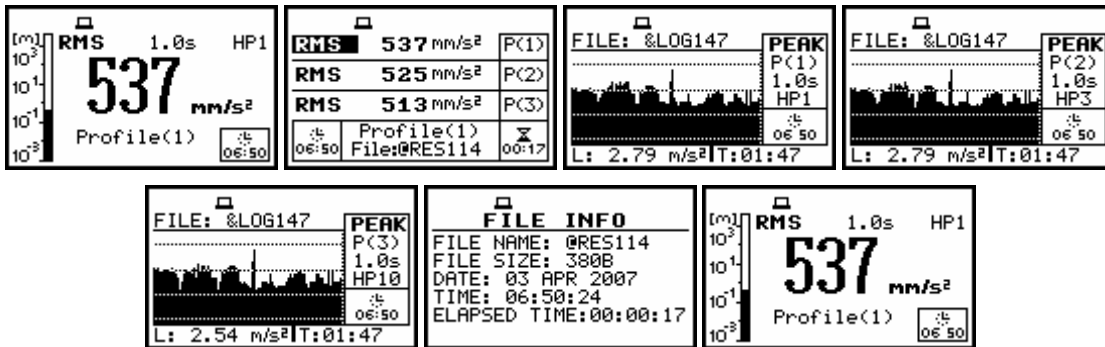 [m] RMS 1.0s HP1
10³
10¹
10⁻¹
10⁻³
537 mm/s²
Profile(1)
06:50
RMS 537 mm/s² P(1)
RMS 525 mm/s² P(2)
RMS 513 mm/s² P(3)
06:50 Profile(1) File:@RES114 00:17
FILE: &LOG147 PEAK
P(1)
1.0s
HP1
06 50
L: 2.79 m/s² T:01:47
FILE: &LOG147 PEAK
P(2)
1.0s
HP3
06 50
L: 2.79 m/s² T:01:47
FILE: &LOG147 PEAK
P(3)
1.0s
HP10
06:50
L: 2.54 m/s² T:01:47
FILE INFO
FILE NAME: @RES114
FILE SIZE: 380B
DATE: 03 APR 2007
TIME: 06:50:24
ELAPSED TIME:00:00:17
[m] RMS 1.0s HP1
10³
10¹
10⁻¹
10⁻³
537 mm/s²
Profile(1)
06 50